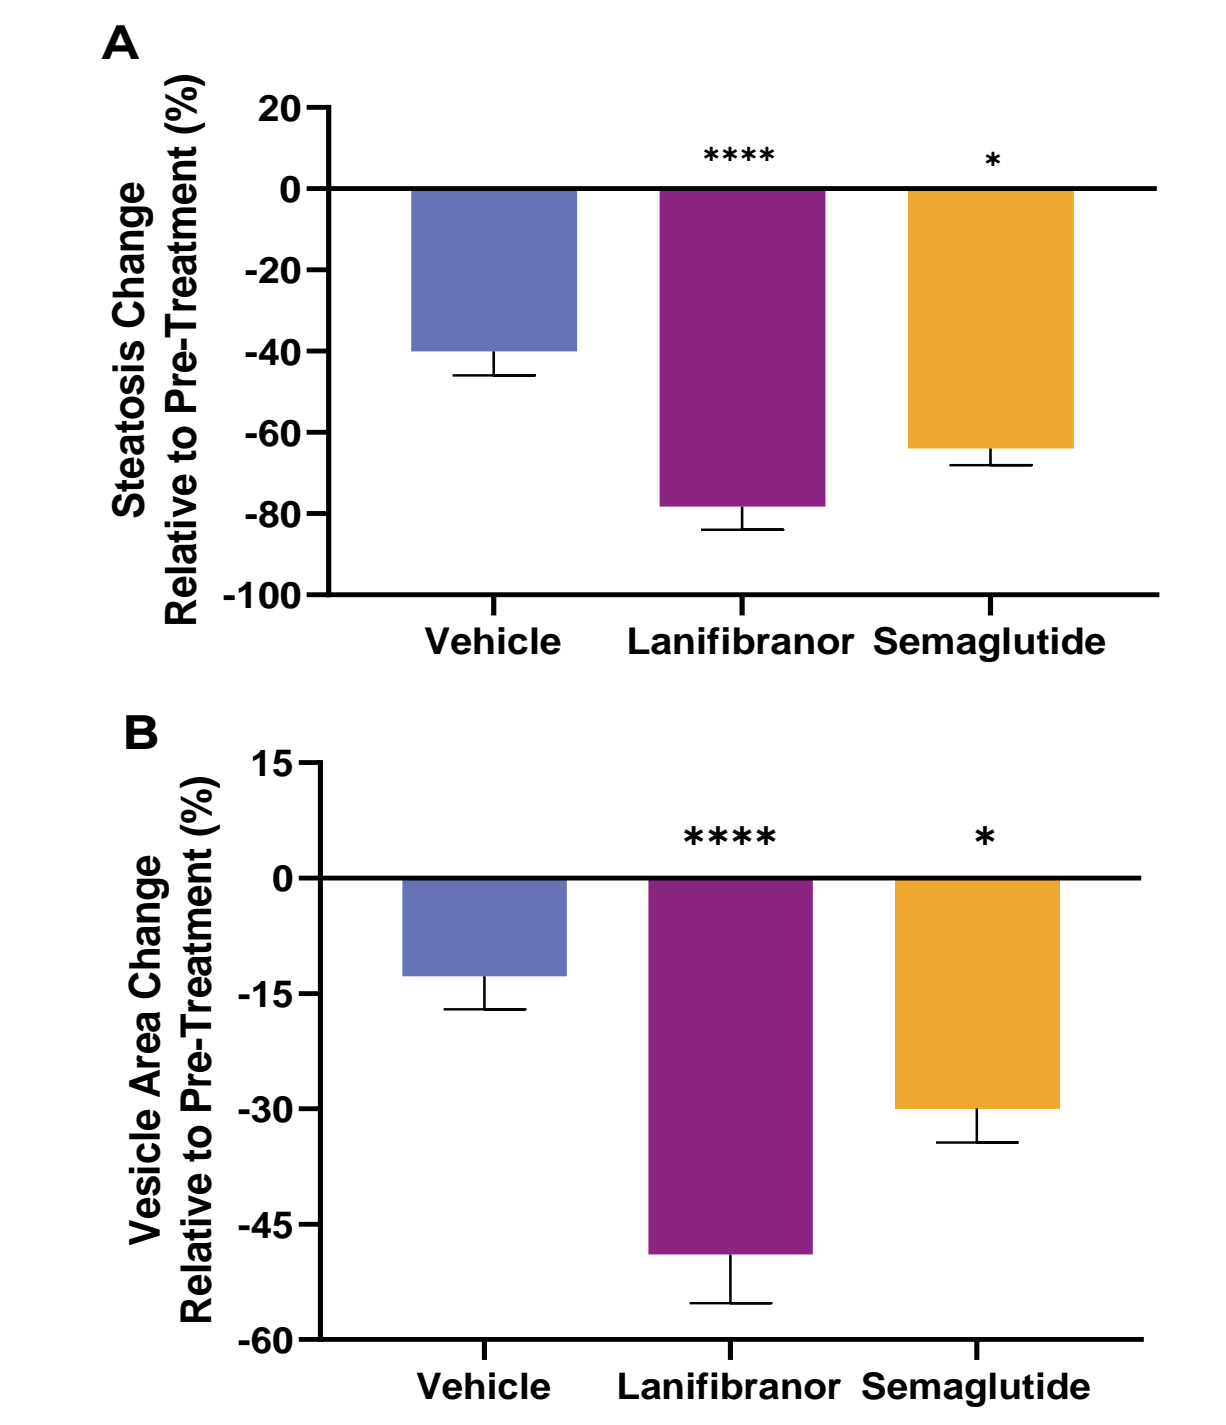 A
Steatosis Change
Relative to Pre-Treatment (%)
20
0
-20
-40
-60
-80
-100
****
*
Vehicle
Lanifibranor
Semaglutide
B
Vesicle Area Change
Relative to Pre-Treatment (%)
15
0
-15
-30
-45
-60
****
*
Vehicle
Lanifibranor
Semaglutide